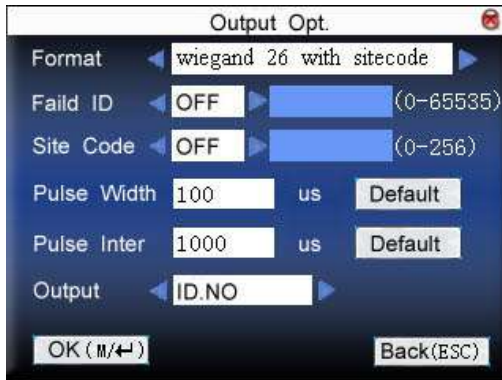 Output Opt.
Format wiegand 26 with sitecode
Faild ID OFF (0-65535)
Site Code OFF (0-256)
Pulse Width 100 us Default
Pulse Inter 1000 us Default
Output ID.NO
OK(M/↵) Back(ESC)